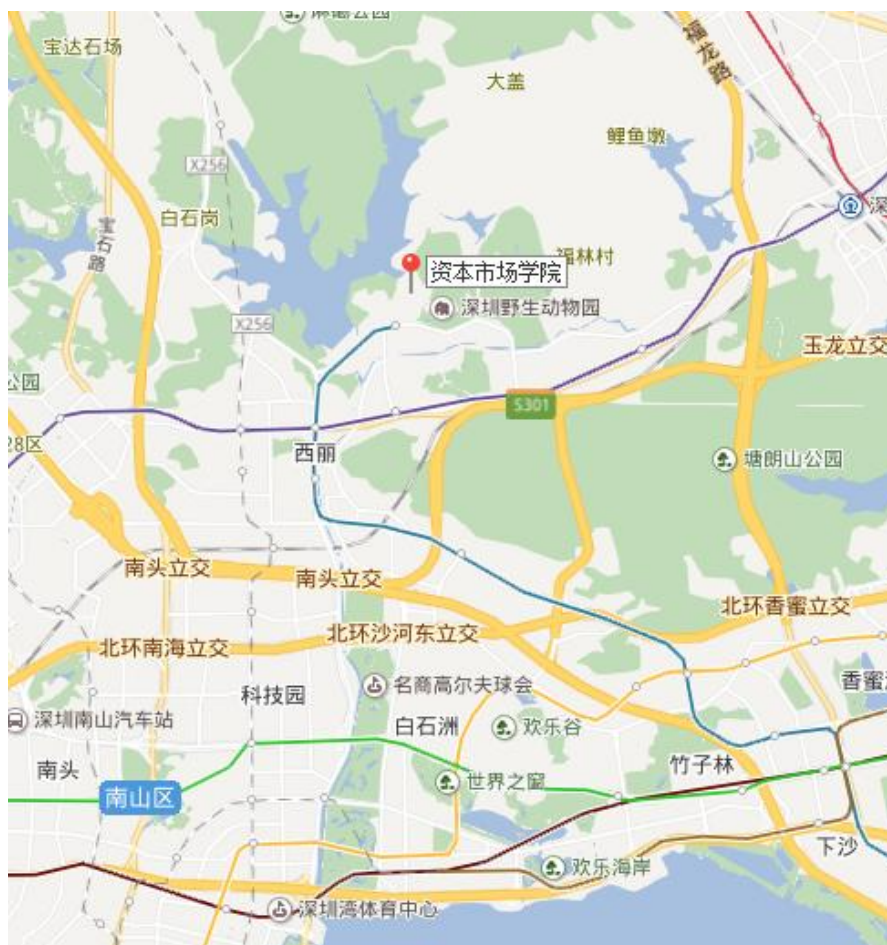 宝达石场
大盖
福龙路
鲤鱼墩
X256
白石岗
宝石路
深
福林村
资本市场学院
深圳野生动物园
X256
玉龙立交
公园
S301
28区
西丽
塘朗山公园
南头立交
南头立交
北环香蜜立交
北环沙河东立交
北环南海立交
名商高尔夫球会
香蜜
科技园
深圳南山汽车站
白石洲
欢乐谷
南头
竹子林
世界之窗
南山区
下沙
欢乐海岸
深圳湾体育中心